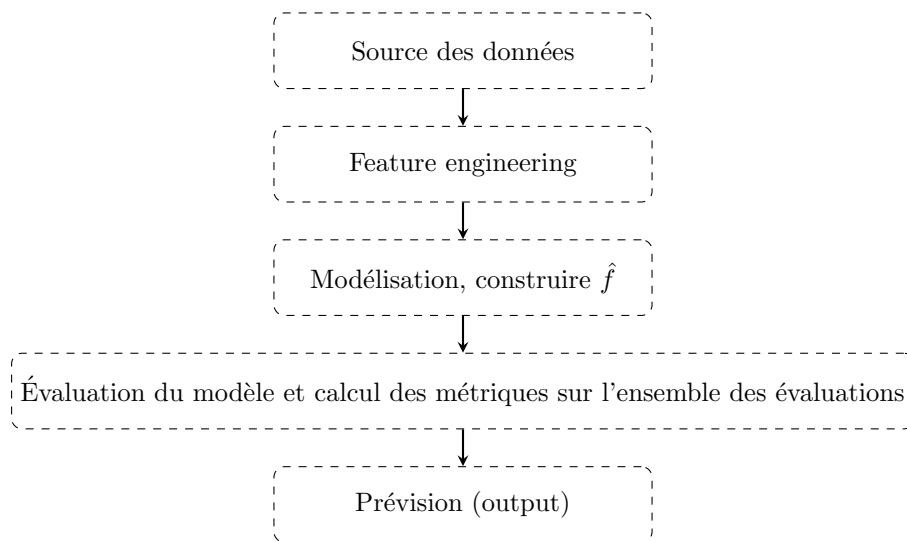 Source des données
Feature engineering
Modélisation, construire f̂
Évaluation du modèle et calcul des métriques sur l'ensemble des évaluations
Prévision (output)